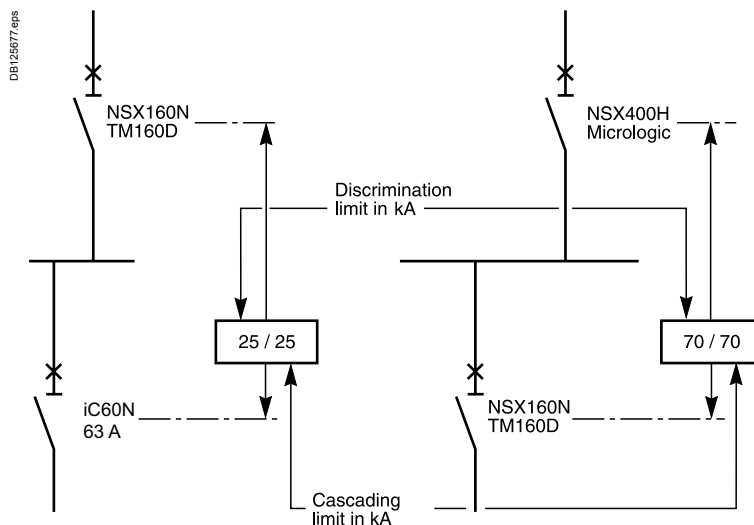 DB125677.eps
NSX160N
TM160D
NSX400H
Micrologic
Discrimination
limit in kA
25 / 25
70 / 70
iC60N
63 A
NSX160N
TM160D
Cascading
limit in kA